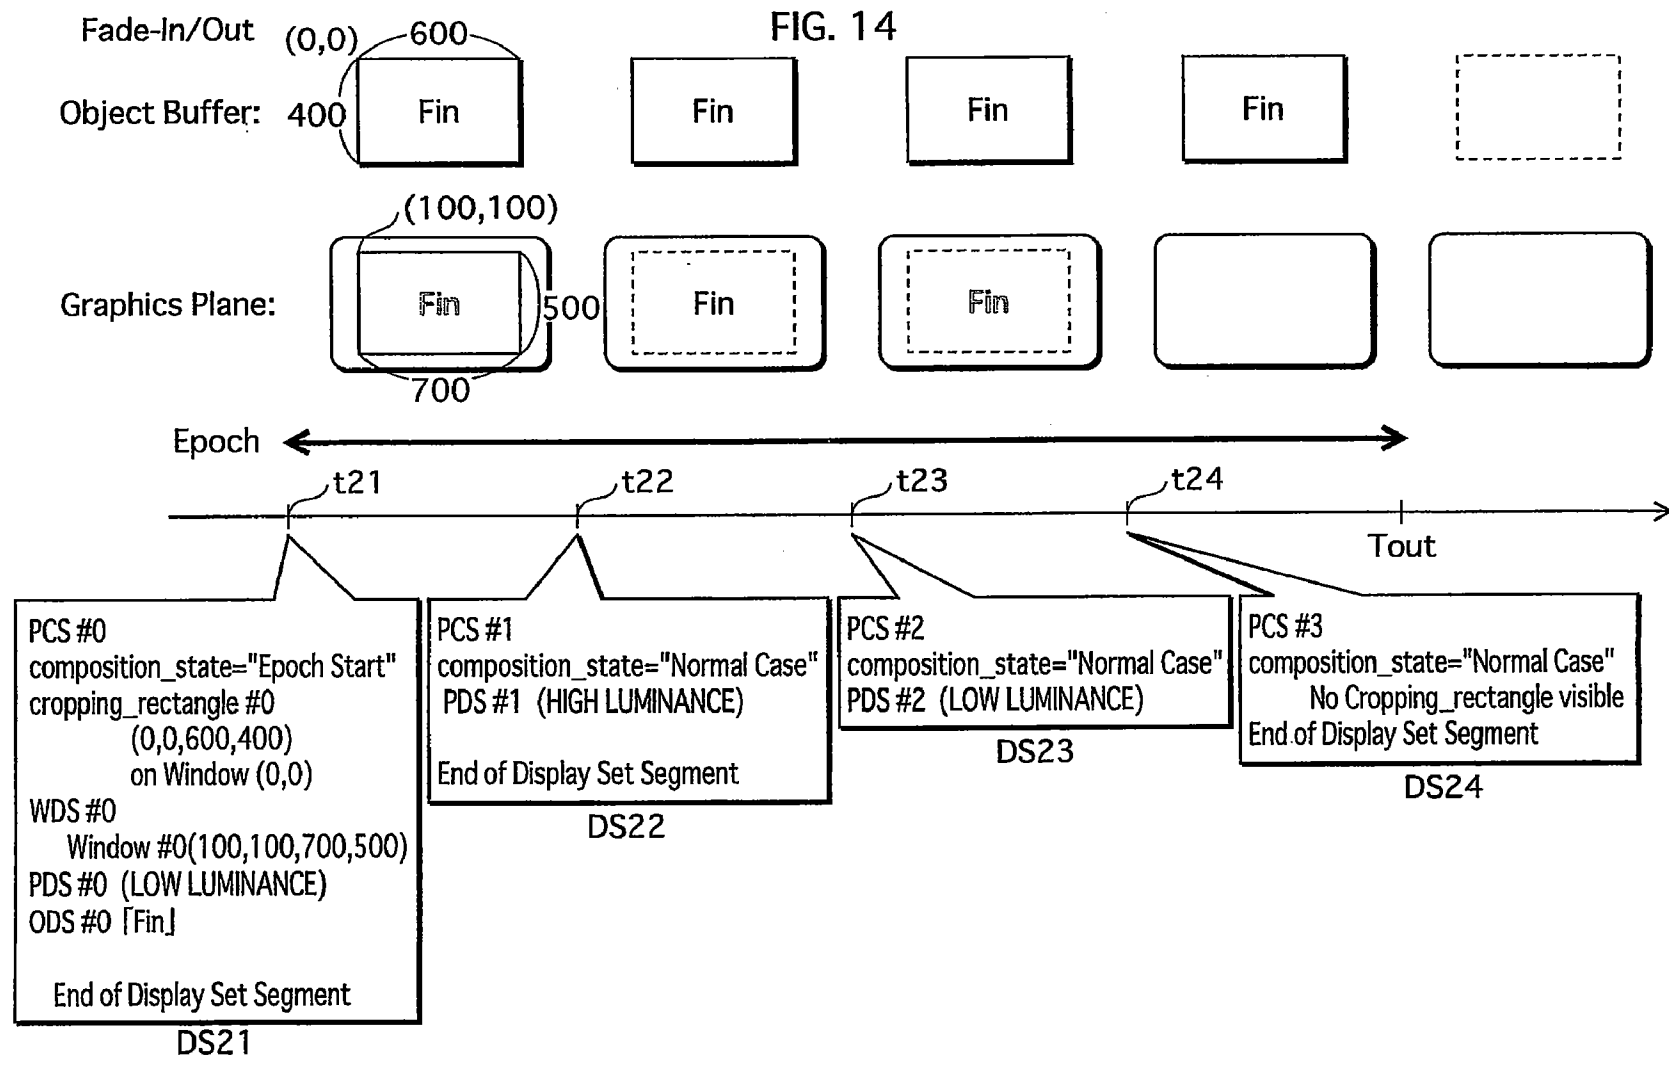 FIG. 14
Fade-In/Out
(0,0)
600
Object Buffer:
400
Fin
Fin
Fin
Fin
(100,100)
Graphics Plane:
Fin
500
Fin
Fin
700
Epoch
t21
t22
t23
t24
Tout
PCS #0
composition_state="Epoch Start"
cropping_rectangle #0
(0,0,600,400)
on Window (0,0)
WDS #0
Window #0(100,100,700,500)
PDS #0 (LOW LUMINANCE)
ODS #0「Fin」
End of Display Set Segment
DS21
PCS #1
composition_state="Normal Case"
PDS #1 (HIGH LUMINANCE)
End of Display Set Segment
DS22
PCS #2
composition_state="Normal Case"
PDS #2 (LOW LUMINANCE)
DS23
PCS #3
composition_state="Normal Case"
No Cropping_rectangle visible
End of Display Set Segment
DS24